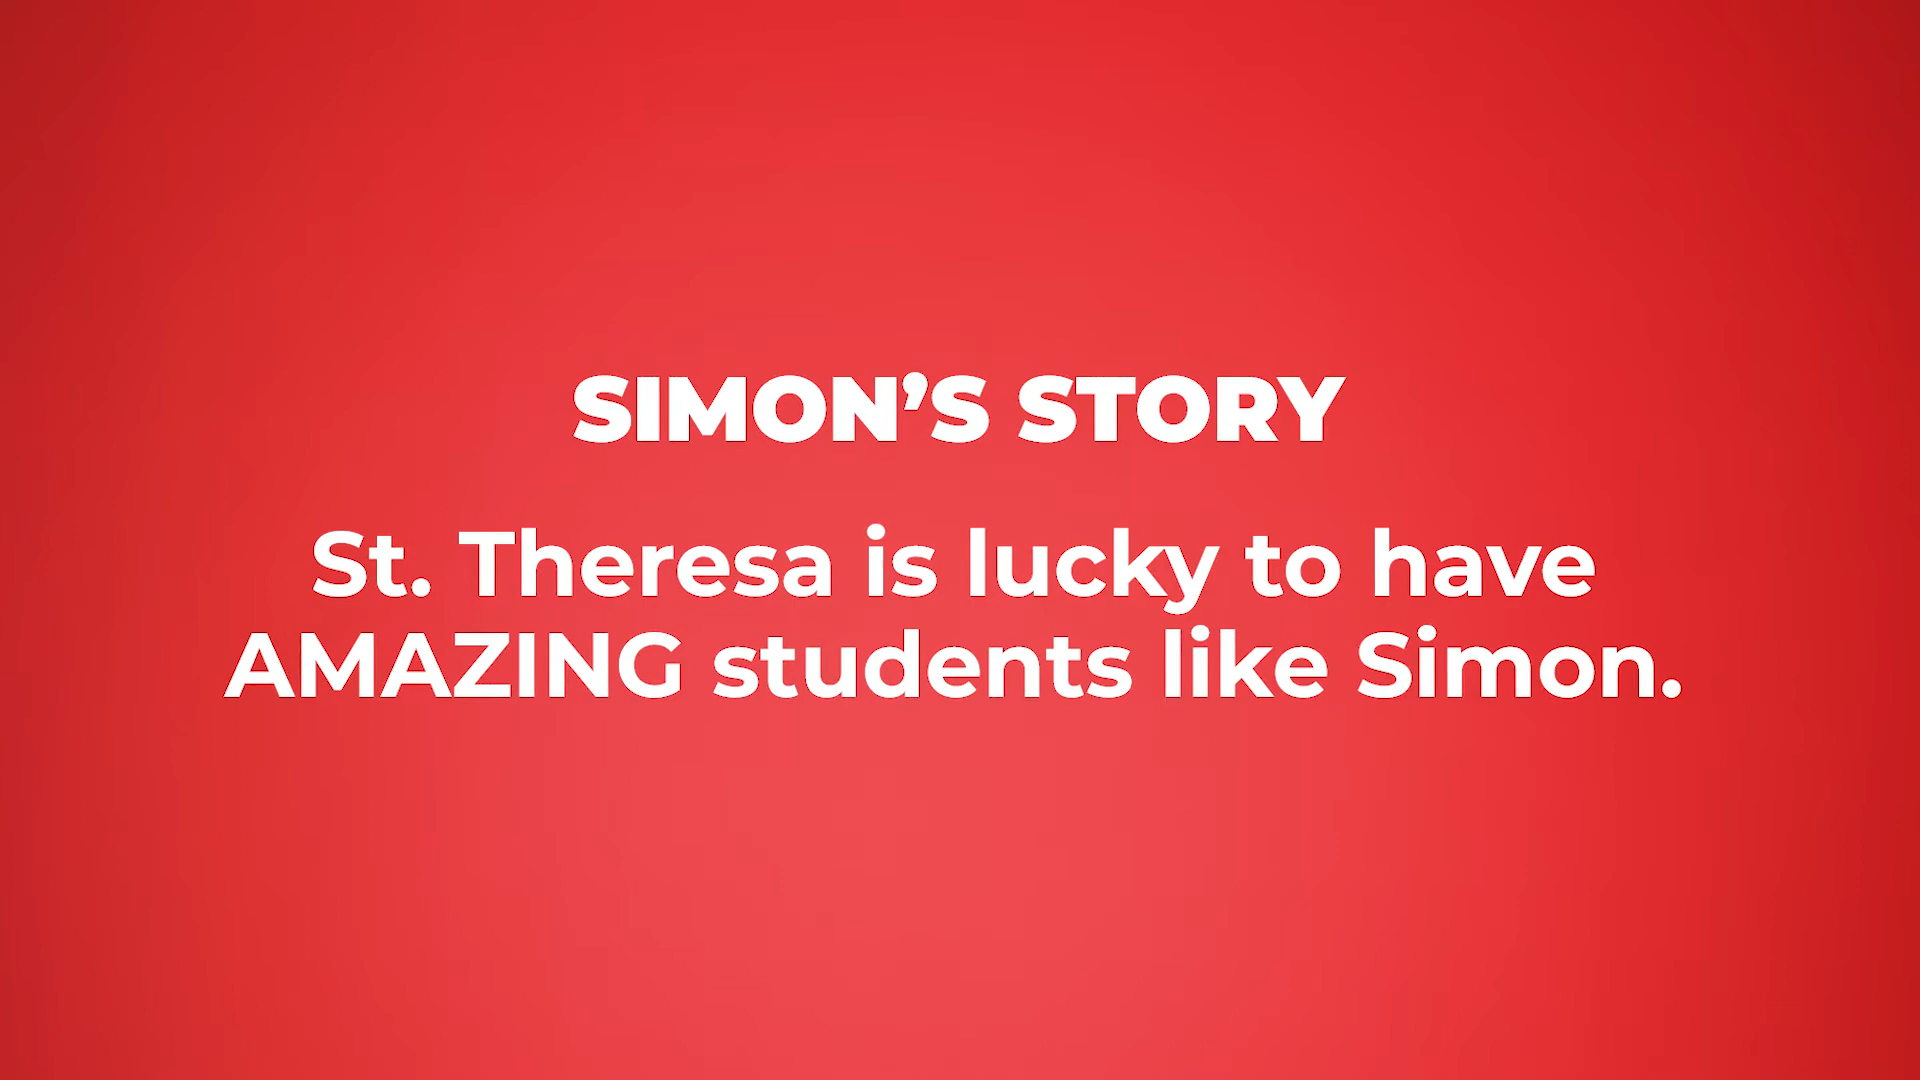 SIMON’S STORY
St. Theresa is lucky to have
AMAZING students like Simon.